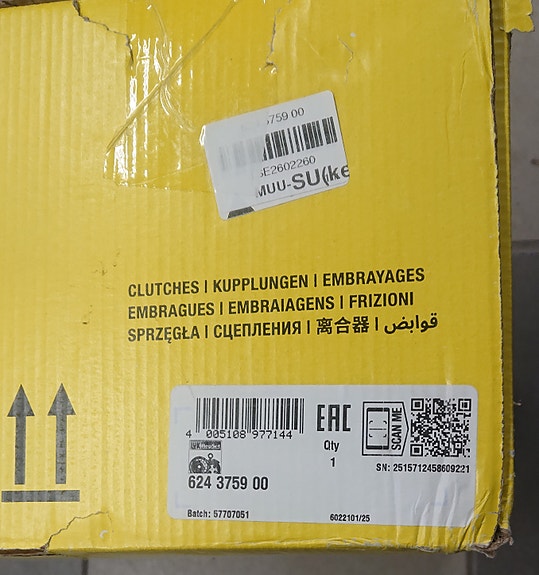 3759 00
SE2602260
MUU-SU(ke
CLUTCHES | KUPPLUNGEN | EMBRAYAGES
EMBRAGUES | EMBRAIAGENS | FRIZIONI
SPRZĘGŁA | СЦЕПЛЕНИЯ | 离合器 | قوابض
4 005108 977144
EAC
Qty
1
SCAN ME
SN: 2515712458609221
624 3759 00
Batch: 57707051
6022101/25